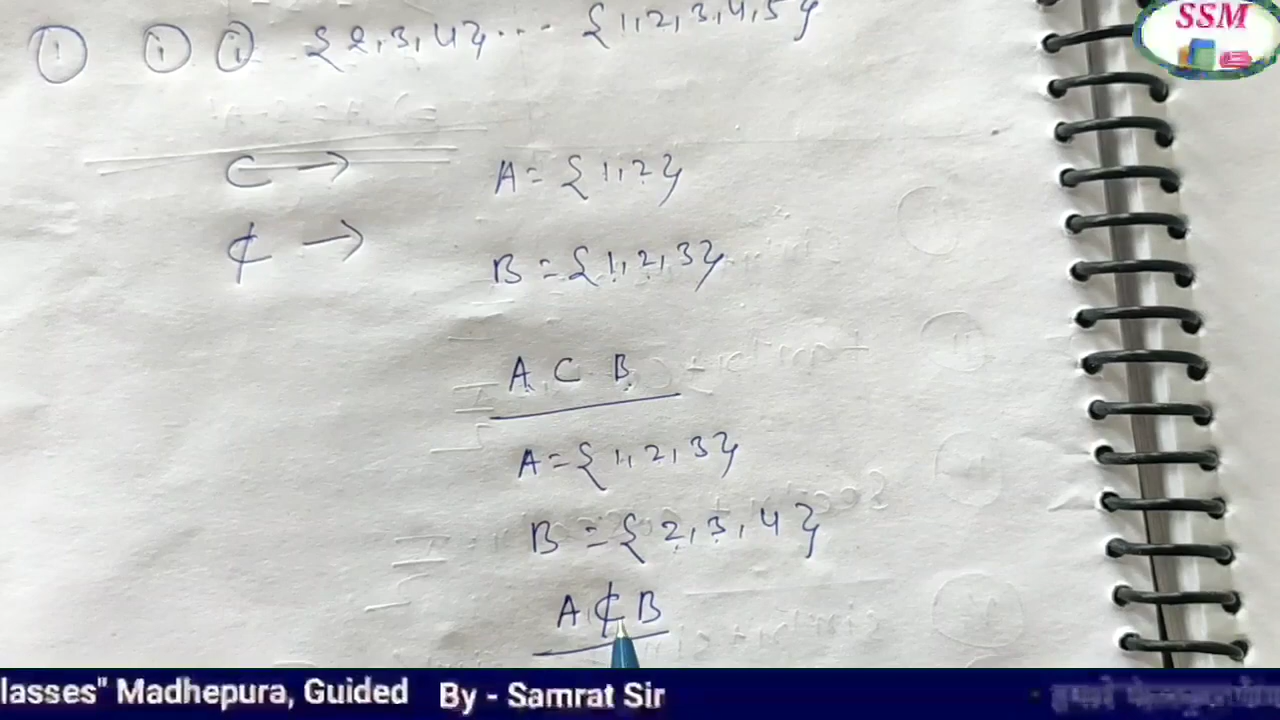 ① ⓘ ⓘ {2,3,4}... {1,2,3,4,5}
SSM
⊂ →
A = {1,2}
⊄ →
B = {1,2,3}
A ⊂ B
A = {1,2,3}
B = {2,3,4}
A ⊄ B
lasses" Madhepura, Guided By - Samrat Sir